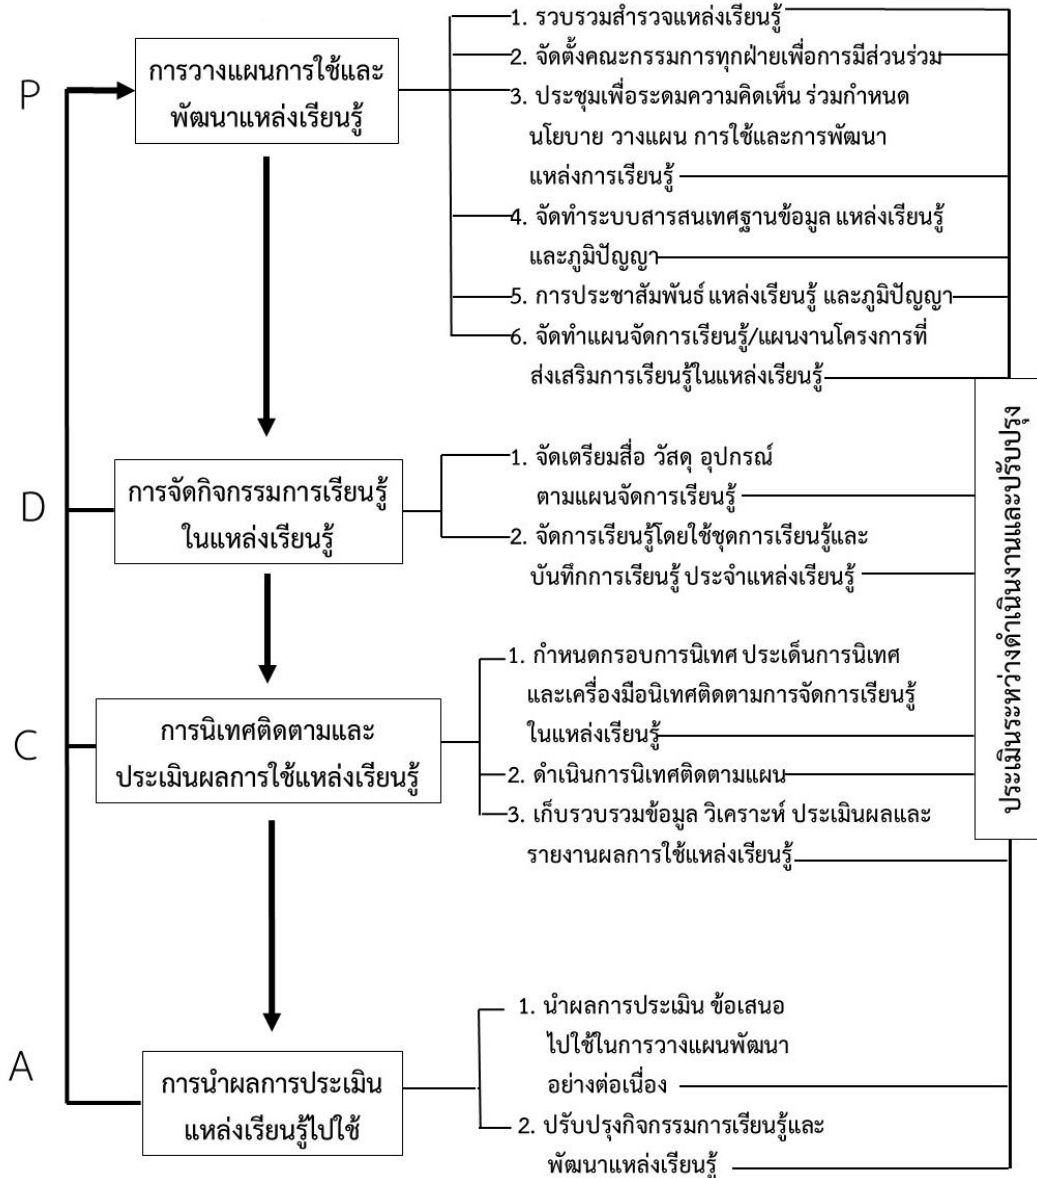 P
การวางแผนการใช้และ
พัฒนาแหล่งเรียนรู้
1. รวบรวมสำรวจแหล่งเรียนรู้
2. จัดตั้งคณะกรรมการทุกฝ่ายเพื่อการมีส่วนร่วม
3. ประชุมเพื่อระดมความคิดเห็น ร่วมกำหนด
นโยบาย วางแผน การใช้และการพัฒนา
แหล่งการเรียนรู้
4. จัดทำระบบสารสนเทศฐานข้อมูล แหล่งเรียนรู้
และภูมิปัญญา
5. การประชาสัมพันธ์ แหล่งเรียนรู้ และภูมิปัญญา
6. จัดทำแผนจัดการเรียนรู้/แผนงานโครงการที่
ส่งเสริมการเรียนรู้ในแหล่งเรียนรู้
D
การจัดกิจกรรมการเรียนรู้
ในแหล่งเรียนรู้
1. จัดเตรียมสื่อ วัสดุ อุปกรณ์
ตามแผนจัดการเรียนรู้
2. จัดการเรียนรู้โดยใช้ชุดการเรียนรู้และ
บันทึกการเรียนรู้ ประจำแหล่งเรียนรู้
C
การนิเทศติดตามและ
ประเมินผลการใช้แหล่งเรียนรู้
1. กำหนดกรอบการนิเทศ ประเด็นการนิเทศ
และเครื่องมือนิเทศติดตามการจัดการเรียนรู้
ในแหล่งเรียนรู้
2. ดำเนินการนิเทศติดตามแผน
3. เก็บรวบรวมข้อมูล วิเคราะห์ ประเมินผลและ
รายงานผลการใช้แหล่งเรียนรู้
A
การนำผลการประเมิน
แหล่งเรียนรู้ไปใช้
1. นำผลการประเมิน ข้อเสนอ
ไปใช้ในการวางแผนพัฒนา
อย่างต่อเนื่อง
2. ปรับปรุงกิจกรรมการเรียนรู้และ
พัฒนาแหล่งเรียนรู้
ประเมินระหว่างดำเนินงานและปรับปรุง